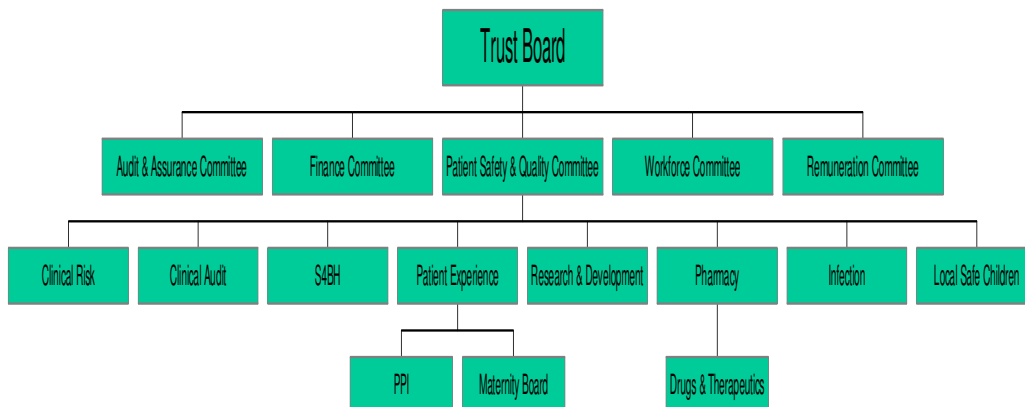 Trust Board
Audit & Assurance Committee
Finance Committee
Patient Safety & Quality Committee
Workforce Committee
Remuneration Committee
Clinical Risk
Clinical Audit
S4BH
Patient Experience
Research & Development
Pharmacy
Infection
Local Safe Children
PPI
Maternity Board
Drugs & Therapeutics